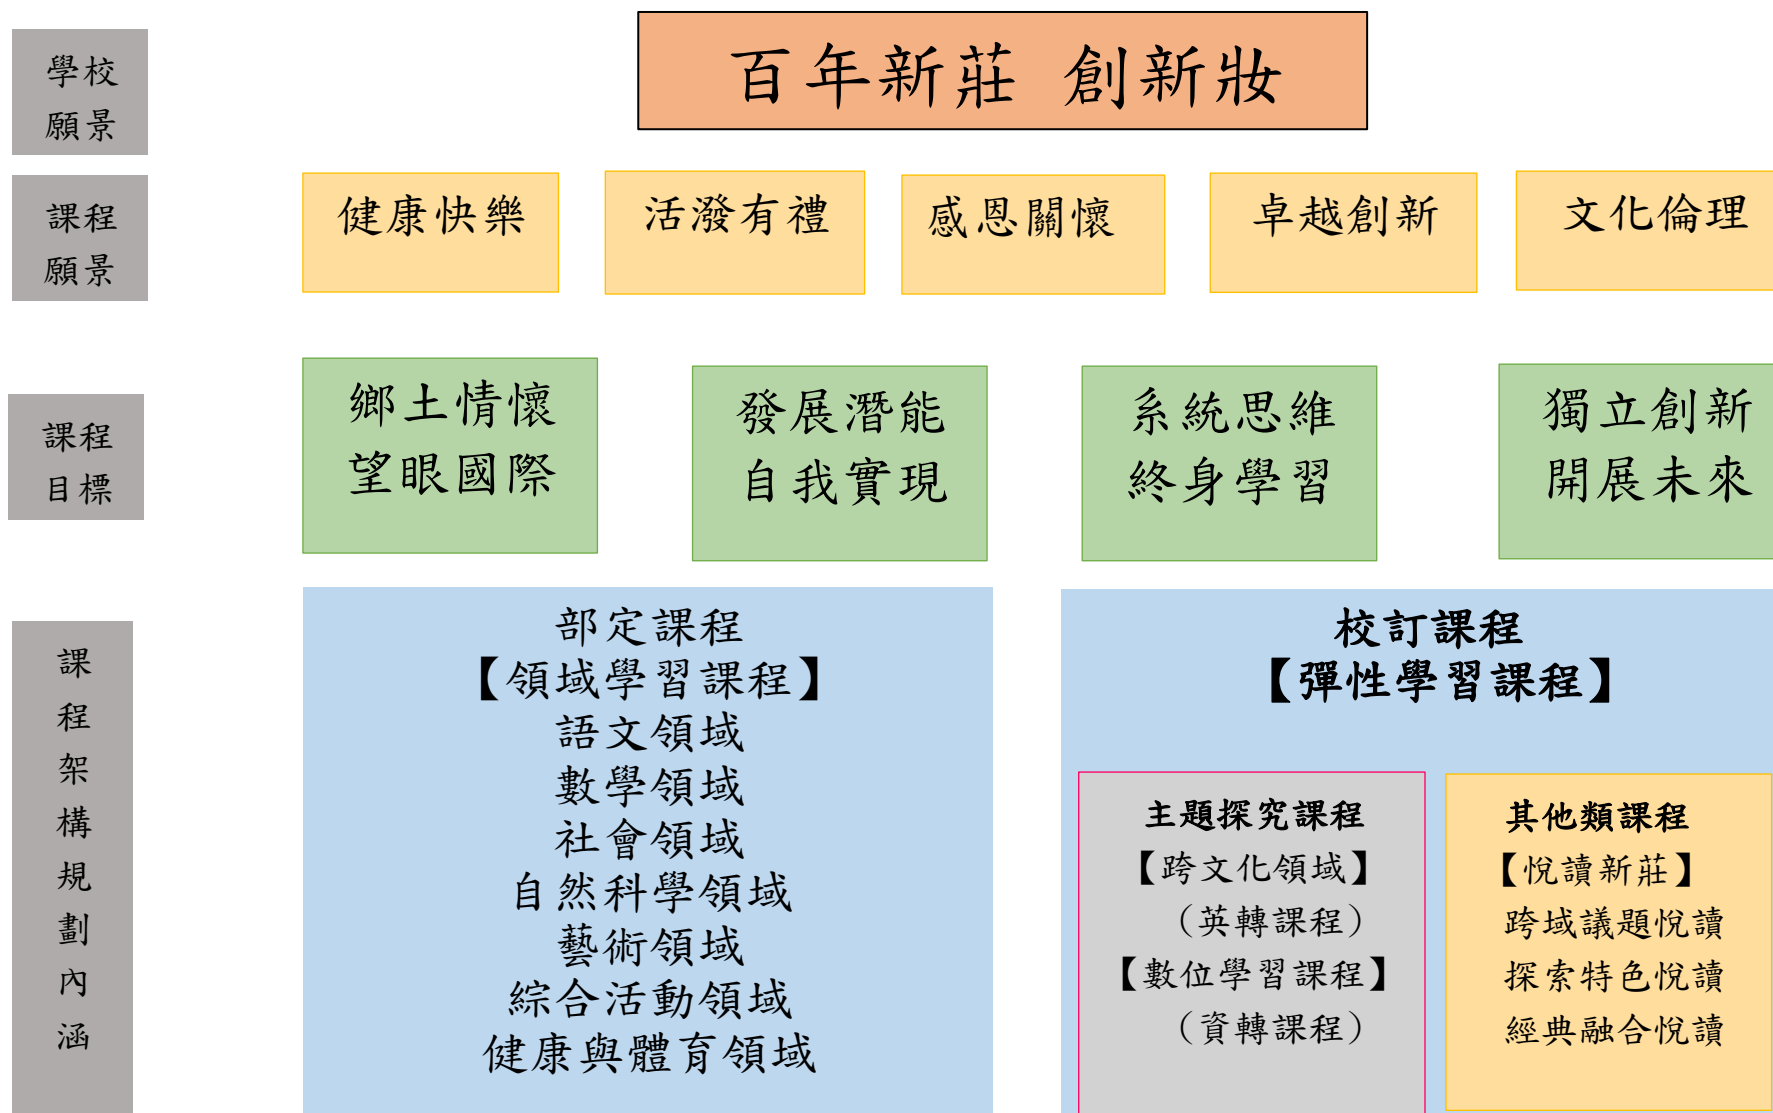 學校
願景
百年新莊 創新妝
課程
願景
健康快樂
活潑有禮
感恩關懷
卓越創新
文化倫理
課程
目標
鄉土情懷
望眼國際
發展潛能
自我實現
系統思維
終身學習
獨立創新
開展未來
課
程
架
構
規
劃
內
涵
部定課程
【領域學習課程】
語文領域
數學領域
社會領域
自然科學領域
藝術領域
綜合活動領域
健康與體育領域
校訂課程
【彈性學習課程】
主題探究課程
【跨文化領域】
（英轉課程）
【數位學習課程】
（資轉課程）
其他類課程
【悅讀新莊】
跨域議題悅讀
探索特色悅讀
經典融合悅讀